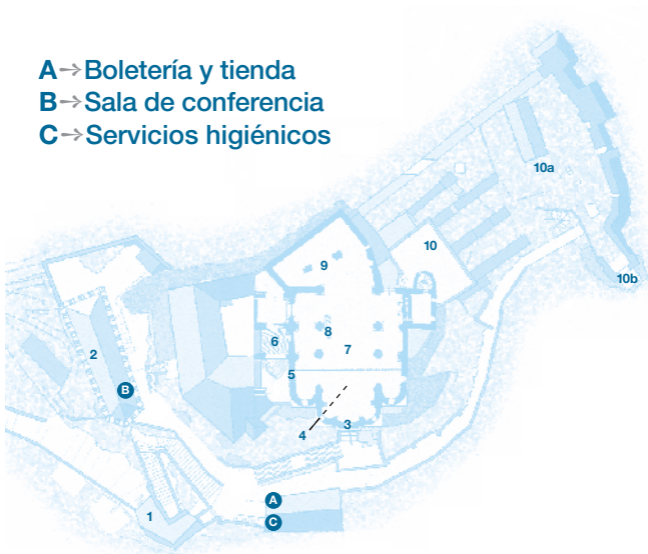 A→Boletería y tienda
B→Sala de conferencia
C→Servicios higiénicos
10a
10
9
10b
8
6
7
2
5
B
3
4
A
1
C